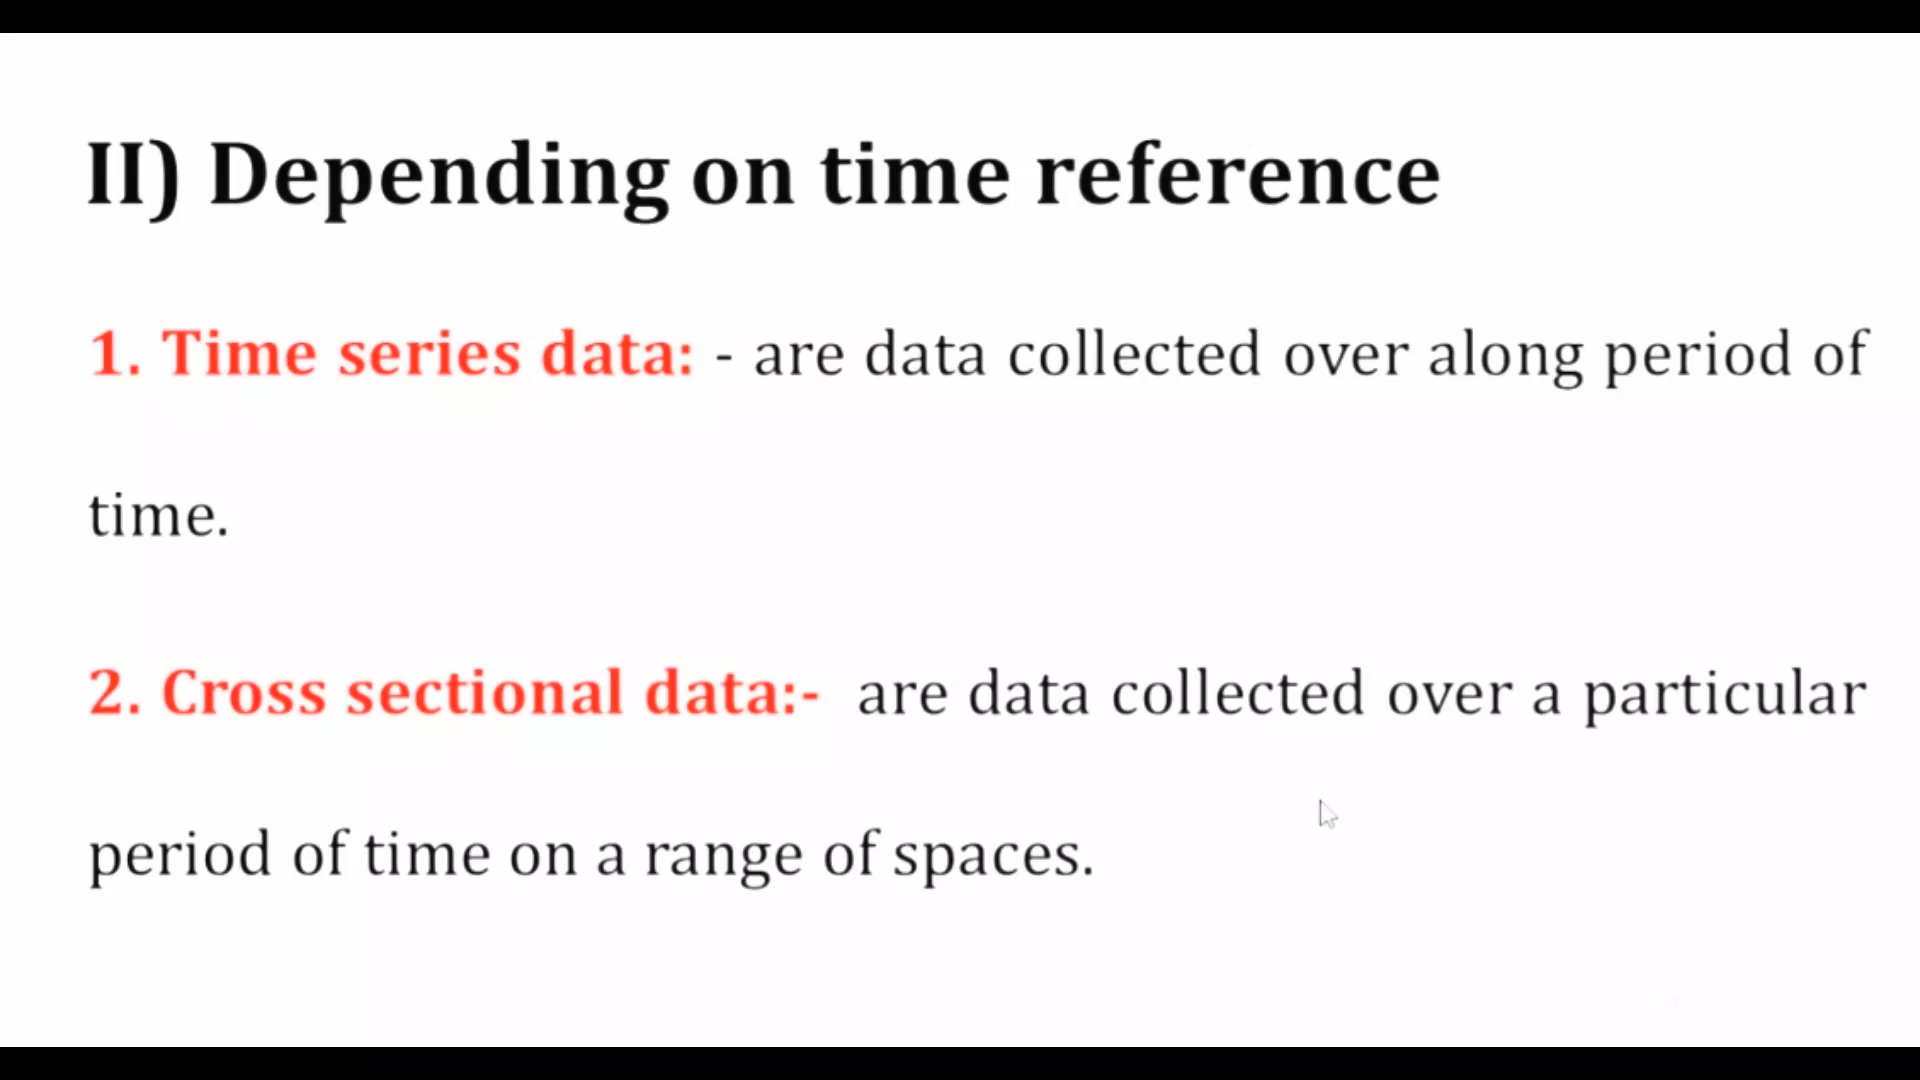 II) Depending on time reference
1. Time series data: - are data collected over along period of
time.
2. Cross sectional data:- are data collected over a particular
period of time on a range of spaces.